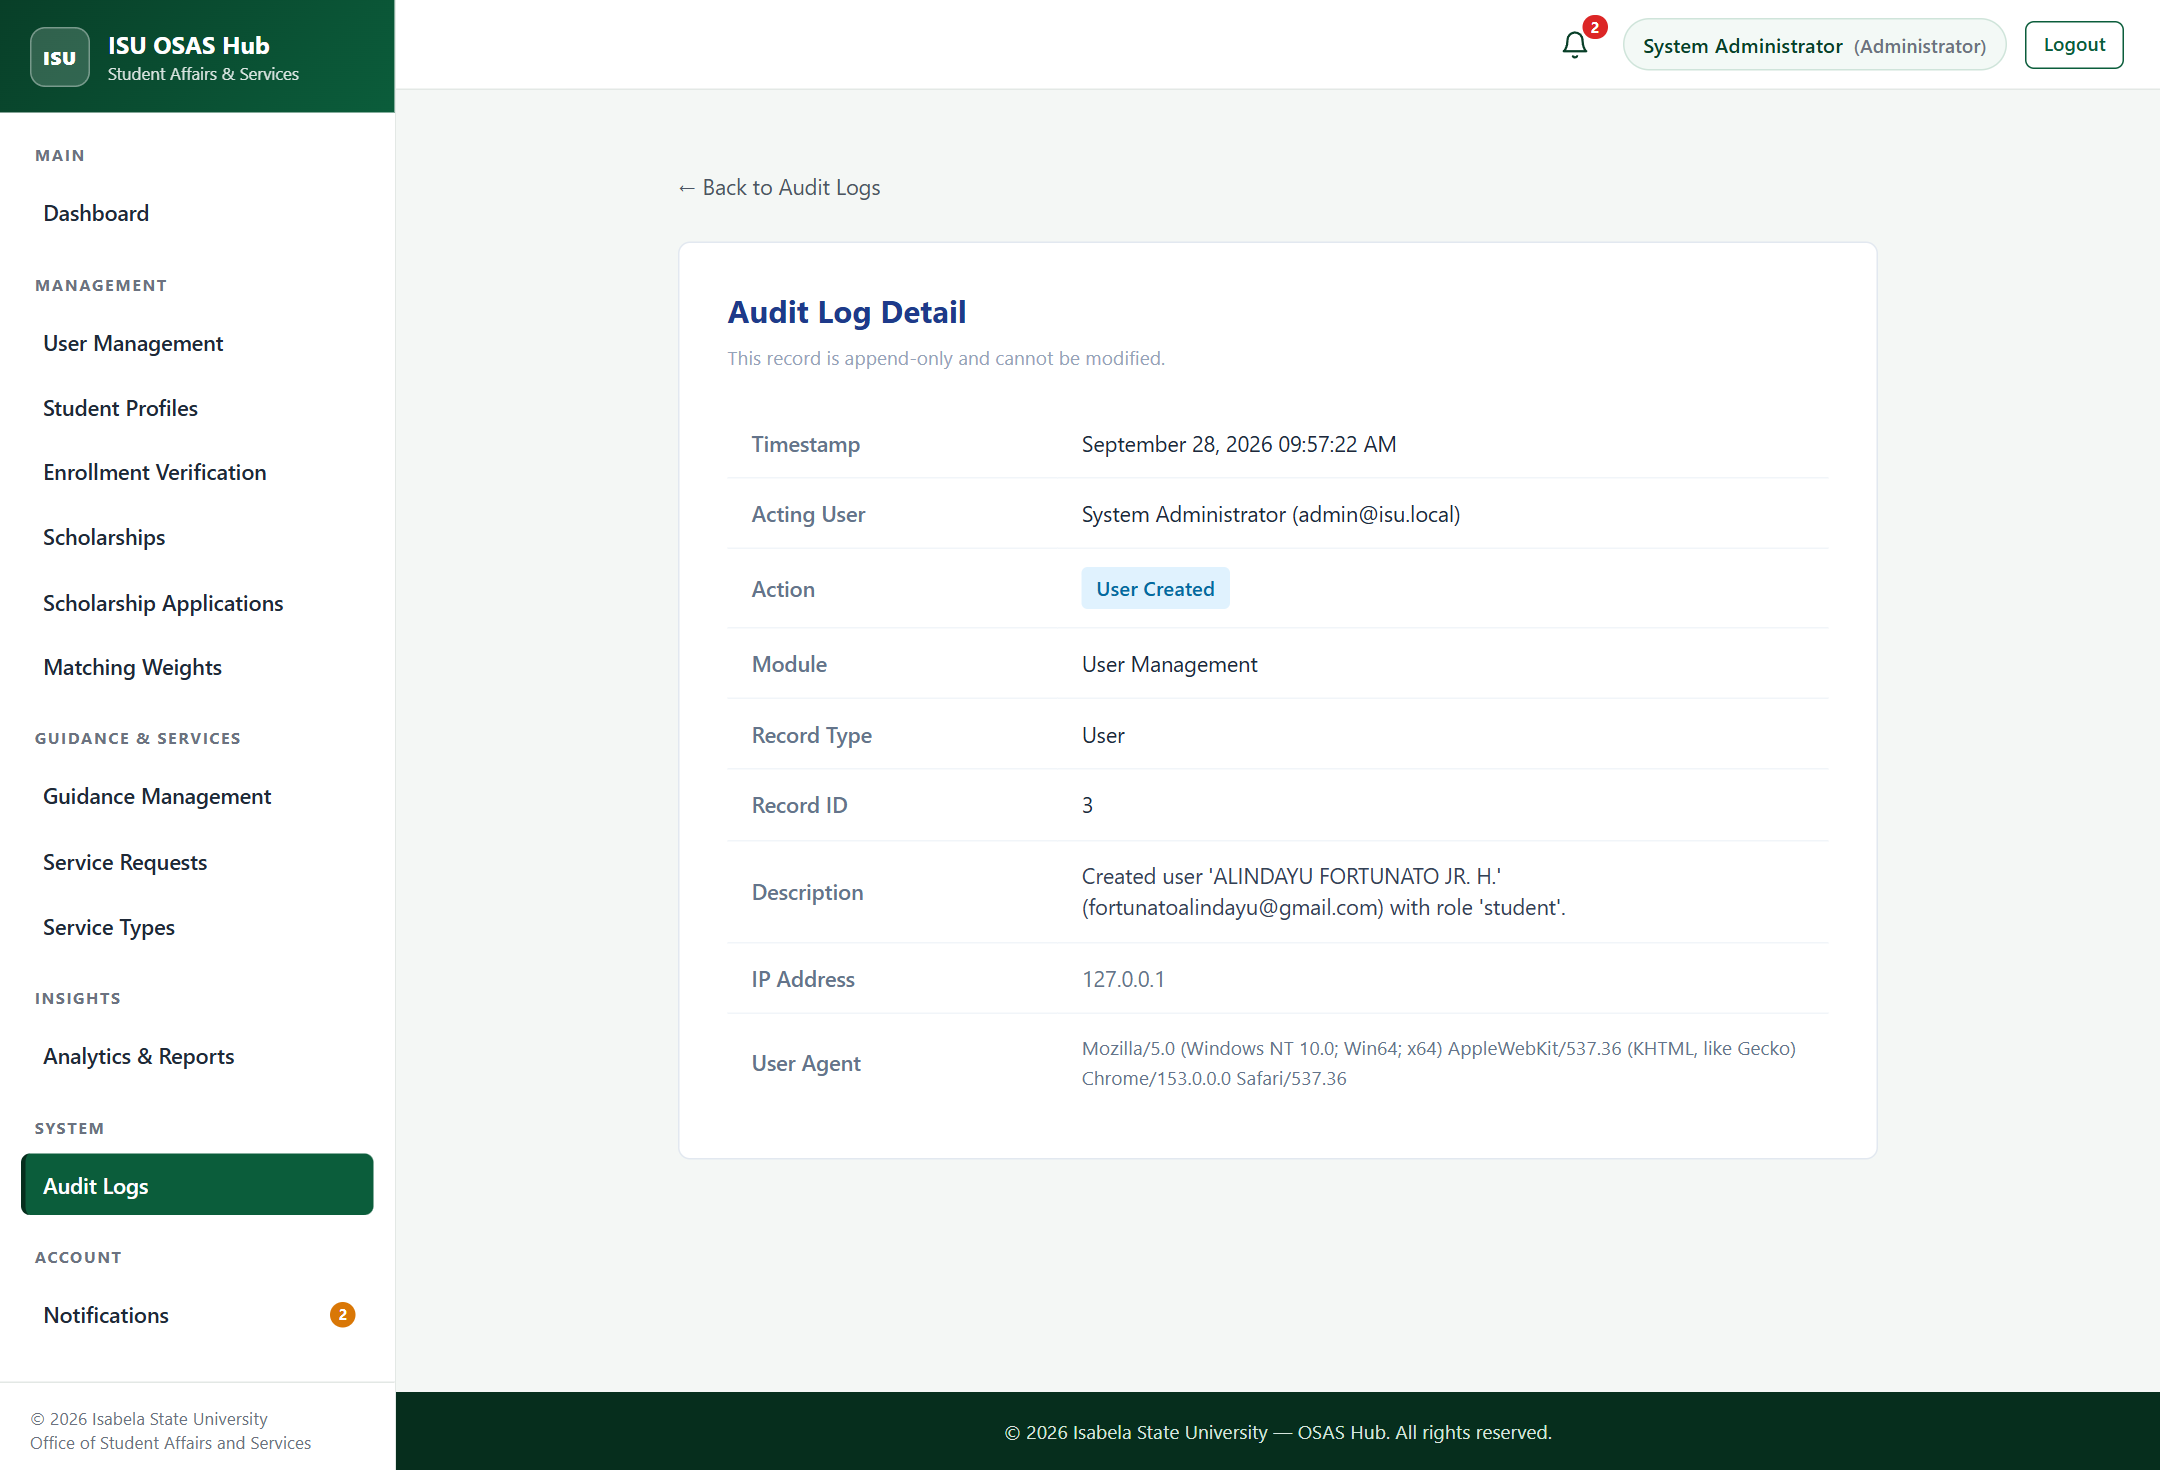 ISU
ISU OSAS Hub
Student Affairs & Services
2
System Administrator (Administrator)
Logout
MAIN
Dashboard
MANAGEMENT
User Management
Student Profiles
Enrollment Verification
Scholarships
Scholarship Applications
Matching Weights
GUIDANCE & SERVICES
Guidance Management
Service Requests
Service Types
INSIGHTS
Analytics & Reports
SYSTEM
Audit Logs
ACCOUNT
Notifications 2
© 2026 Isabela State University
Office of Student Affairs and Services
← Back to Audit Logs
Audit Log Detail
This record is append-only and cannot be modified.
Timestamp September 28, 2026 09:57:22 AM
Acting User System Administrator (admin@isu.local)
Action User Created
Module User Management
Record Type User
Record ID 3
Description Created user 'ALINDAYU FORTUNATO JR. H.'
(fortunatoalindayu@gmail.com) with role 'student'.
IP Address 127.0.0.1
User Agent Mozilla/5.0 (Windows NT 10.0; Win64; x64) AppleWebKit/537.36 (KHTML, like Gecko)
Chrome/153.0.0.0 Safari/537.36
© 2026 Isabela State University — OSAS Hub. All rights reserved.